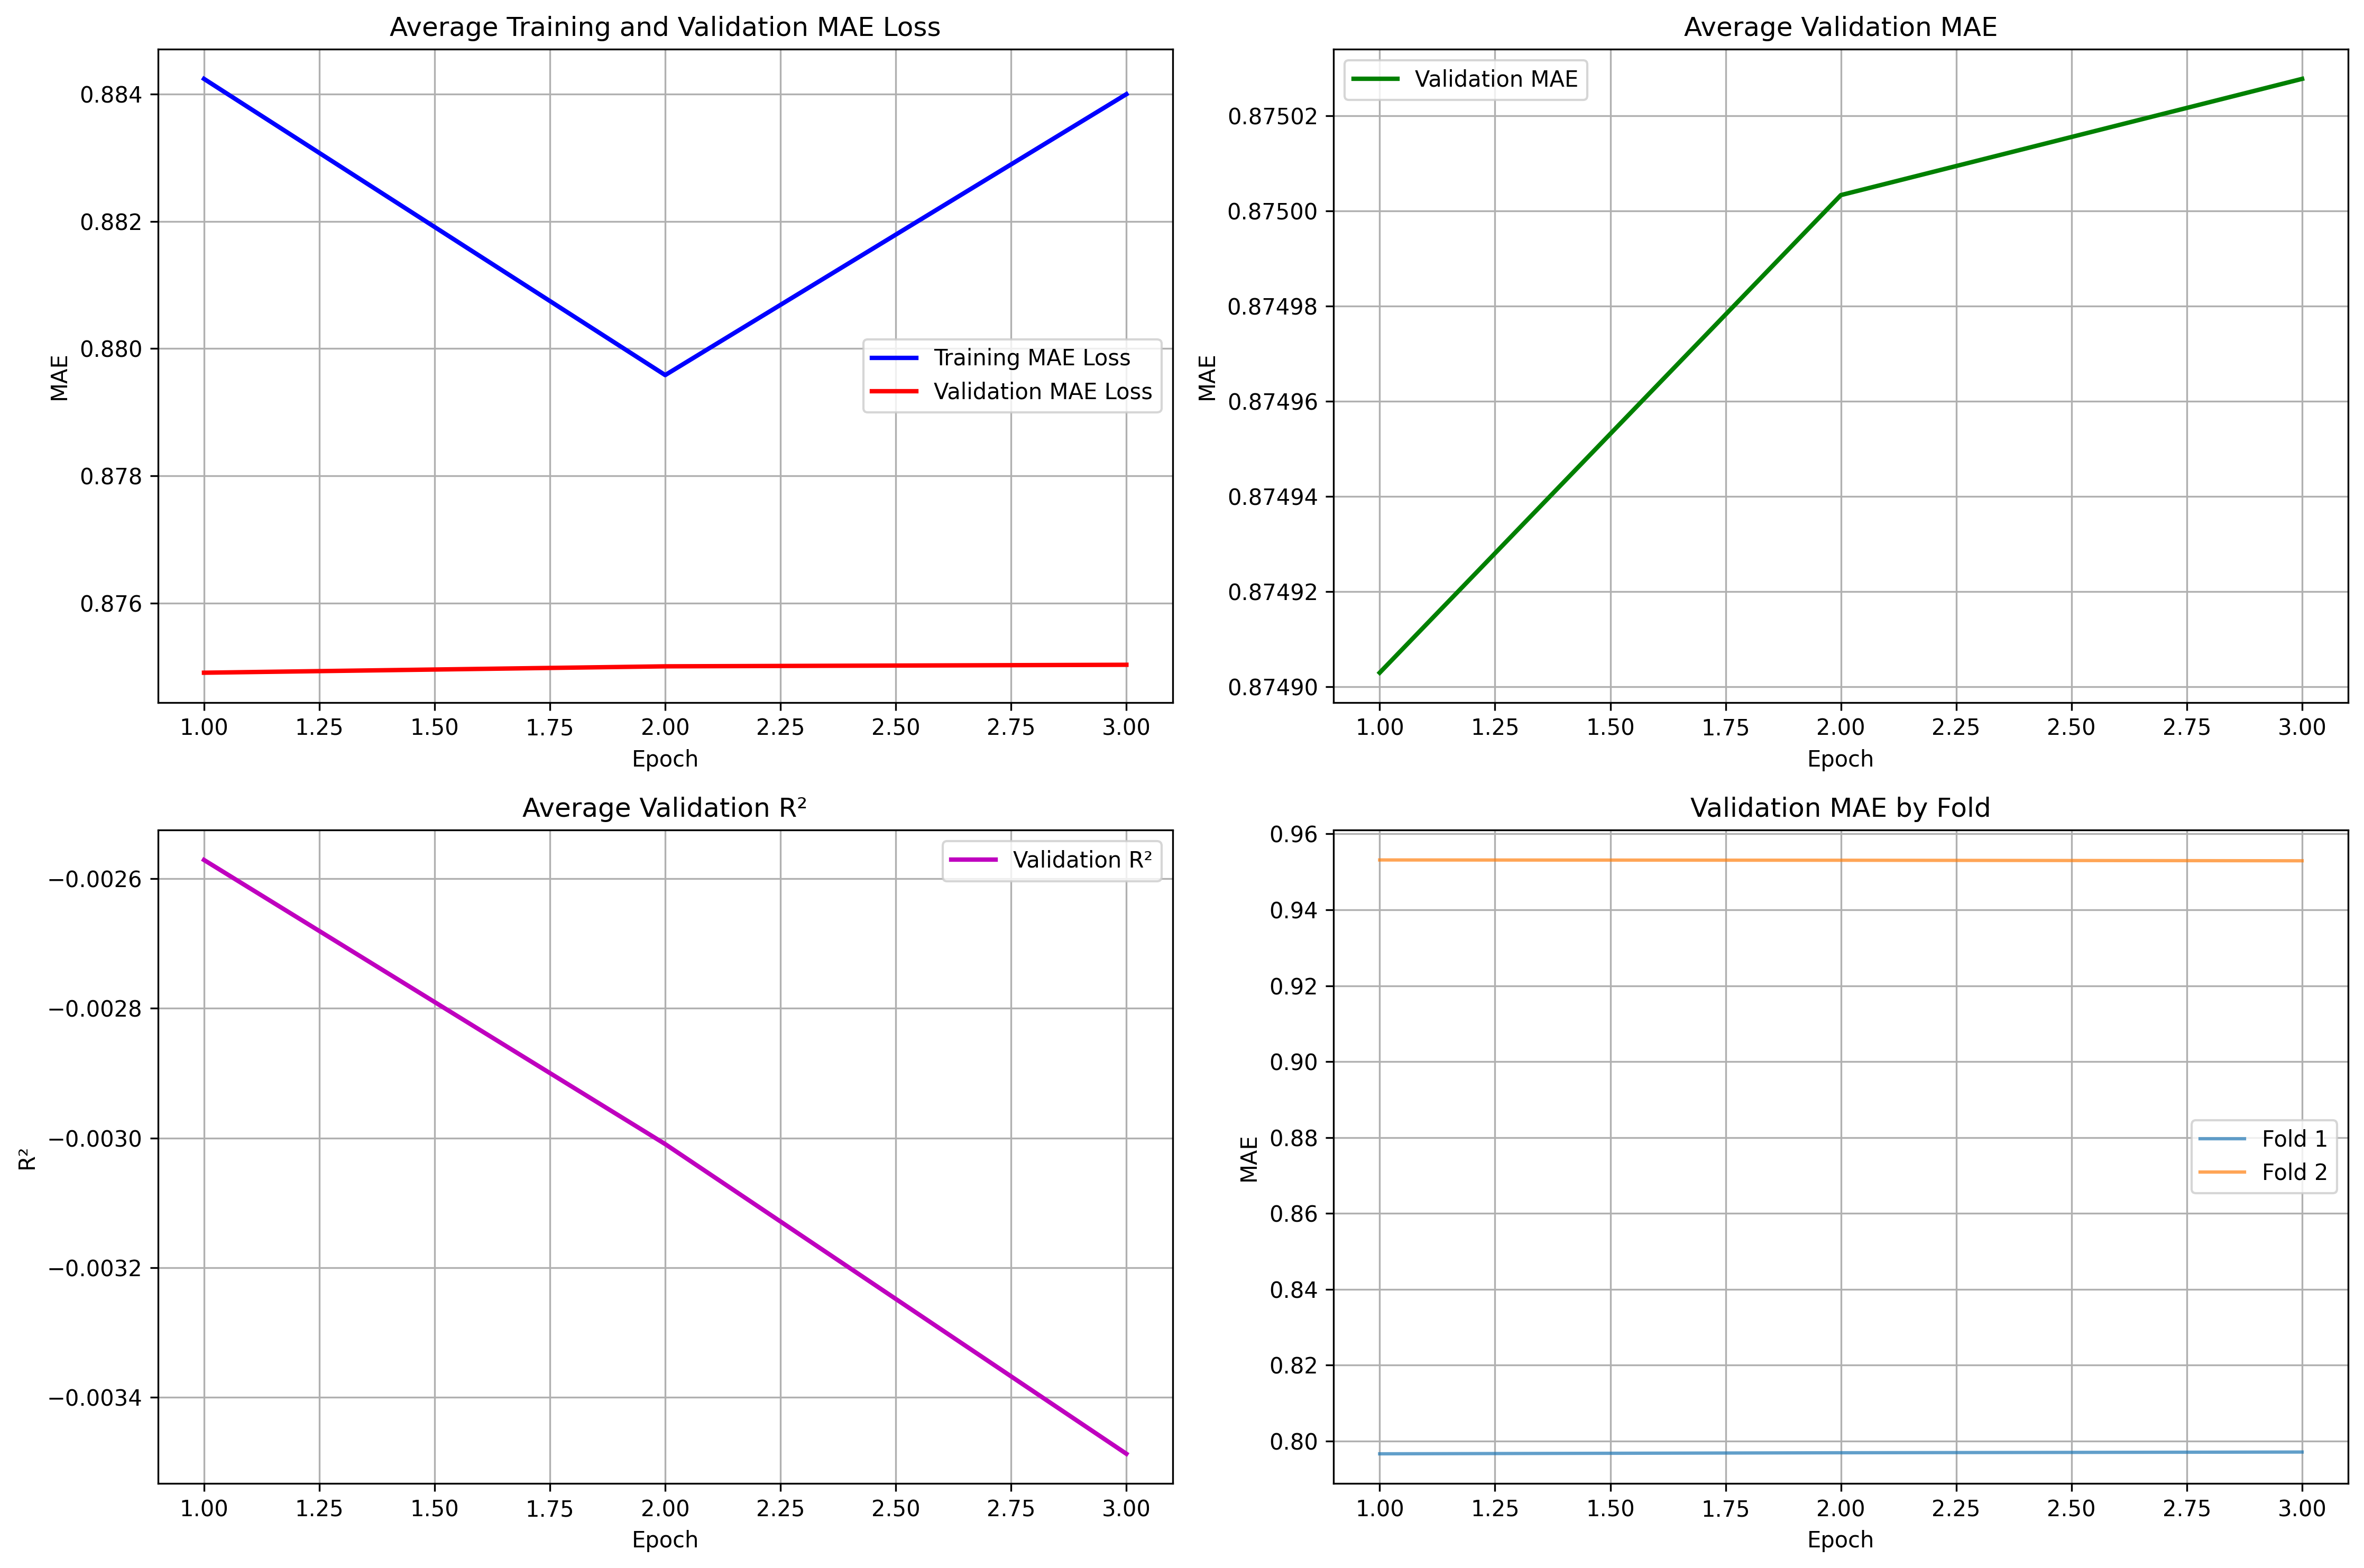 Average Training and Validation MAE Loss
MAE
0.884
0.882
0.880
0.878
0.876
Training MAE Loss
Validation MAE Loss
1.00 1.25 1.50 1.75 2.00 2.25 2.50 2.75 3.00
Epoch
Average Validation MAE
MAE
0.87502
0.87500
0.87498
0.87496
0.87494
0.87492
0.87490
Validation MAE
1.00 1.25 1.50 1.75 2.00 2.25 2.50 2.75 3.00
Epoch
Average Validation R²
R²
−0.0026
−0.0028
−0.0030
−0.0032
−0.0034
Validation R²
1.00 1.25 1.50 1.75 2.00 2.25 2.50 2.75 3.00
Epoch
Validation MAE by Fold
MAE
0.96
0.94
0.92
0.90
0.88
0.86
0.84
0.82
0.80
Fold 1
Fold 2
1.00 1.25 1.50 1.75 2.00 2.25 2.50 2.75 3.00
Epoch